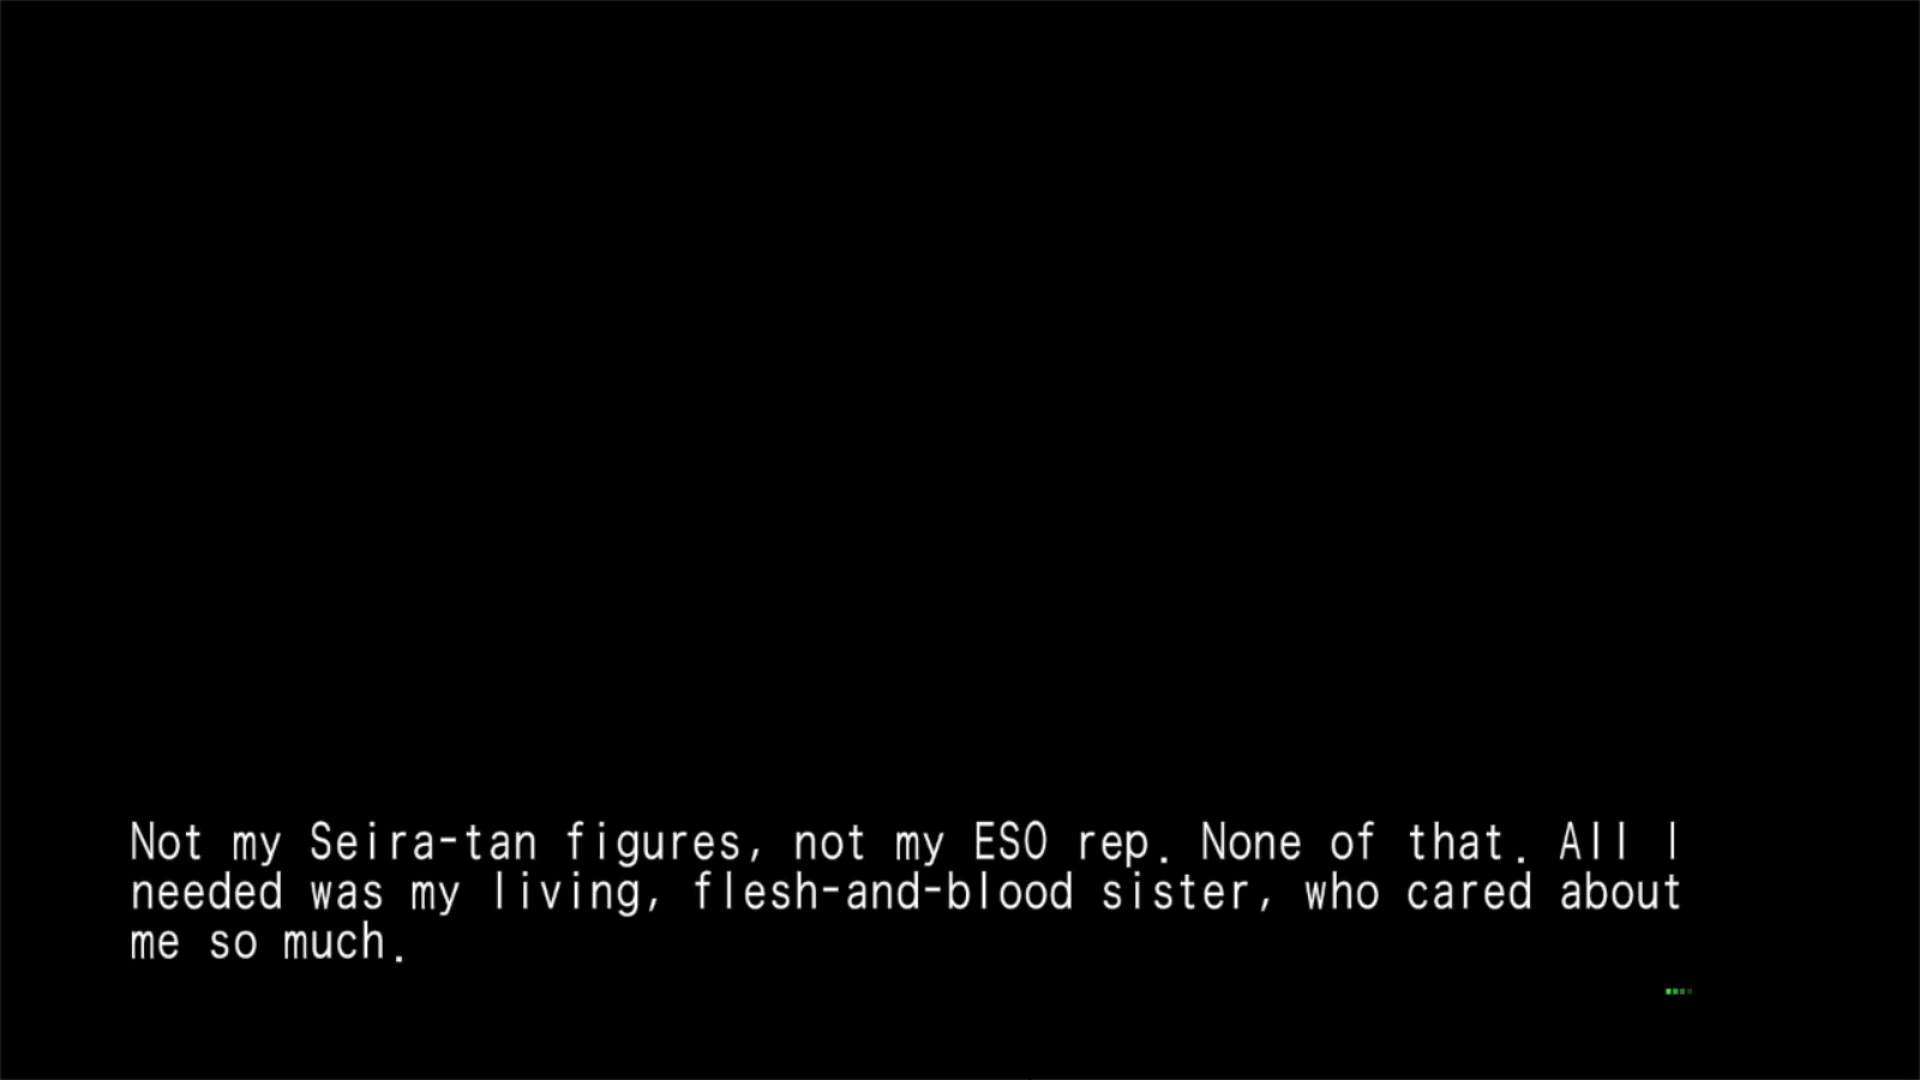 Not my Seira-tan figures, not my ESO rep. None of that. All I
needed was my living, flesh-and-blood sister, who cared about
me so much.